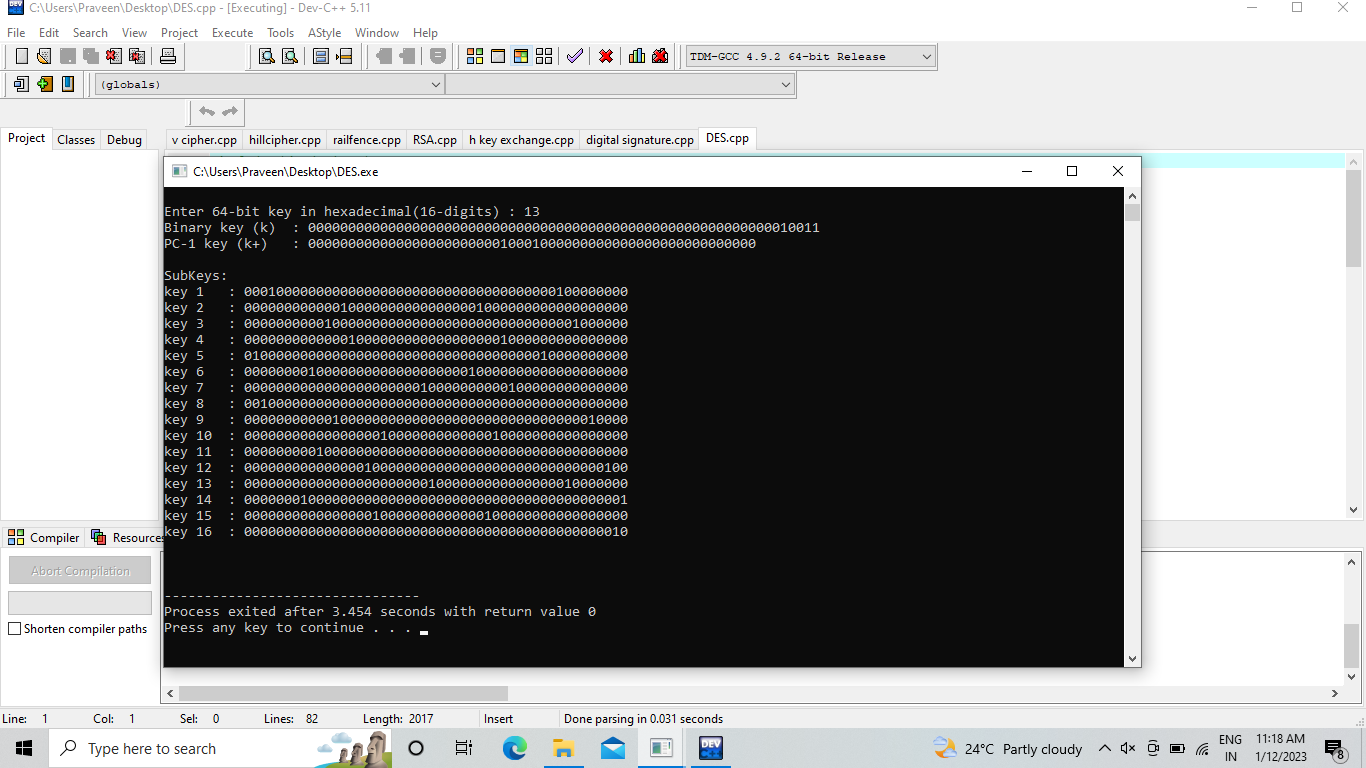 C:\Users\Praveen\Desktop\DES.cpp - [Executing] - Dev-C++ 5.11
File Edit Search View Project Execute Tools AStyle Window Help
TDM-GCC 4.9.2 64-bit Release
(globals)
Project Classes Debug v cipher.cpp hillcipher.cpp railfence.cpp RSA.cpp h key exchange.cpp digital signature.cpp DES.cpp
C:\Users\Praveen\Desktop\DES.exe
Enter 64-bit key in hexadecimal(16-digits) : 13
Binary key (k) : 0000000000000000000000000000000000000000000000000000000000010011
PC-1 key (k+) : 00000000000000000000000010001000000000000000000000000000
SubKeys:
key 1 : 000100000000000000000000000000000000000100000000
key 2 : 000000000000100000000000000001000000000000000000
key 3 : 000000000010000000000000000000000000000001000000
key 4 : 000000000000010000000000000000001000000000000000
key 5 : 010000000000000000000000000000000000010000000000
key 6 : 000000001000000000000000000010000000000000000000
key 7 : 000000000000000000000010000000000100000000000000
key 8 : 001000000000000000000000000000000000000000000000
key 9 : 000000000001000000000000000000000000000000010000
key 10 : 000000000000000001000000000000010000000000000000
key 11 : 000000000100000000000000000000000000000000000000
key 12 : 000000000000000100000000000000000000000000000100
key 13 : 000000000000000000000001000000000000000010000000
key 14 : 000000010000000000000000000000000000000000000001
key 15 : 000000000000000010000000000000100000000000000000
key 16 : 000000000000000000000000000000000000000000000010
--------------------------------
Process exited after 3.454 seconds with return value 0
Press any key to continue . . .
Compiler Resources
Abort Compilation
Shorten compiler paths
Line: 1 Col: 1 Sel: 0 Lines: 82 Length: 2017 Insert Done parsing in 0.031 seconds
Type here to search
24°C Partly cloudy
ENG
IN
11:18 AM
1/12/2023
8